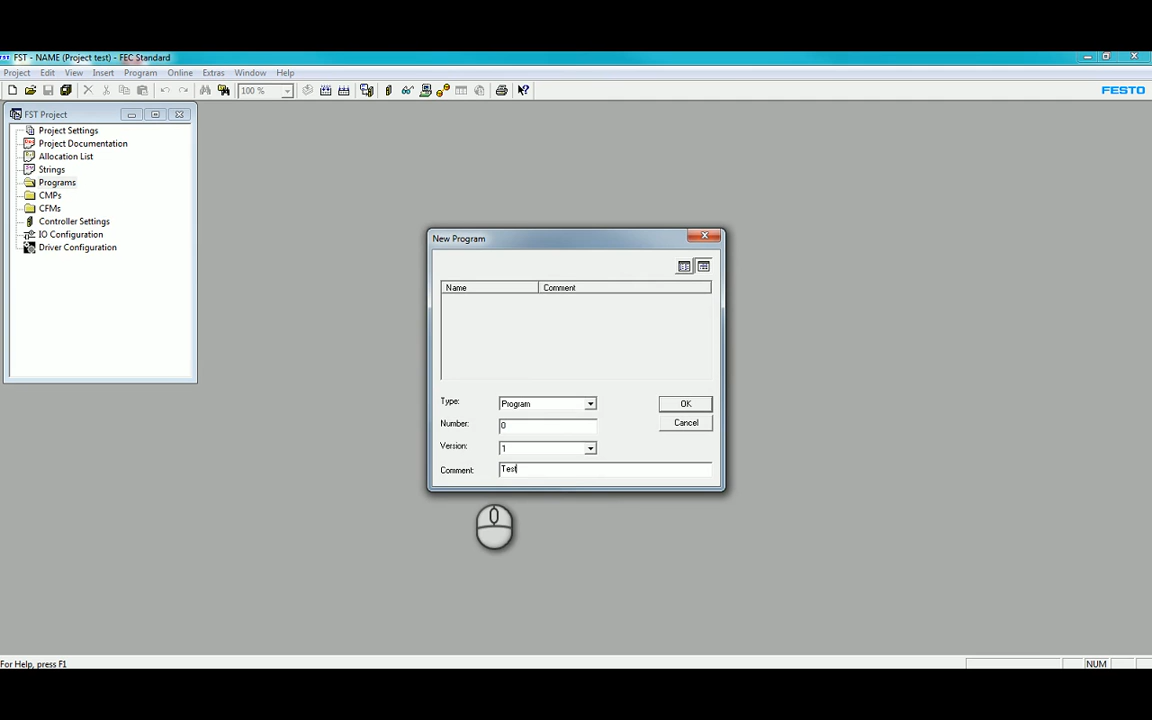 FST - NAME (Project test) - FEC Standard
Project Edit View Insert Program Online Extras Window Help
100 %
FESTO
FST Project
Project Settings
Project Documentation
Allocation List
Strings
Programs
CMPs
CFMs
Controller Settings
IO Configuration
Driver Configuration
New Program
Name Comment
Type: Program OK
Number: 0 Cancel
Version: 1
Comment: Test
For Help, press F1 NUM